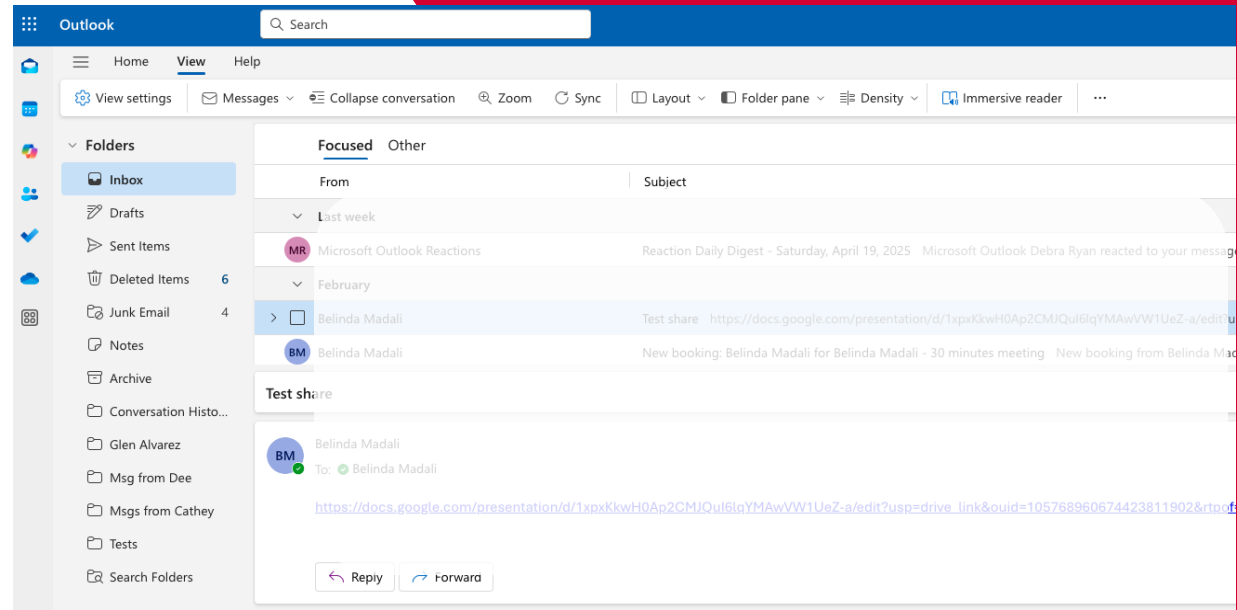 Outlook
Search
Home View Help
View settings Messages Collapse conversation Zoom Sync Layout Folder pane Density Immersive reader ...
Folders
Focused Other
Inbox
From Subject
Drafts
Last week
Sent Items
MR Microsoft Outlook Reactions Reaction Daily Digest - Saturday, April 19, 2025 Microsoft Outlook Debra Ryan reacted to your message
Deleted Items 6
February
Junk Email 4
Belinda Madali Test share https://docs.google.com/presentation/d/1xpxKkwH0Ap2CMJQuI6lqYMAwVW1UeZ-a/edit?u
Notes
BM Belinda Madali New booking: Belinda Madali for Belinda Madali - 30 minutes meeting New booking from Belinda Mad
Archive
Test share
Conversation Histo...
Glen Alvarez
Belinda Madali
BM
To: Belinda Madali
Msg from Dee
Msgs from Cathey
https://docs.google.com/presentation/d/1xpxKkwH0Ap2CMJQuI6lqYMAwVW1UeZ-a/edit?usp=drive_link&ouid=105768960674423811902&rtpof=
Tests
Search Folders
Reply Forward